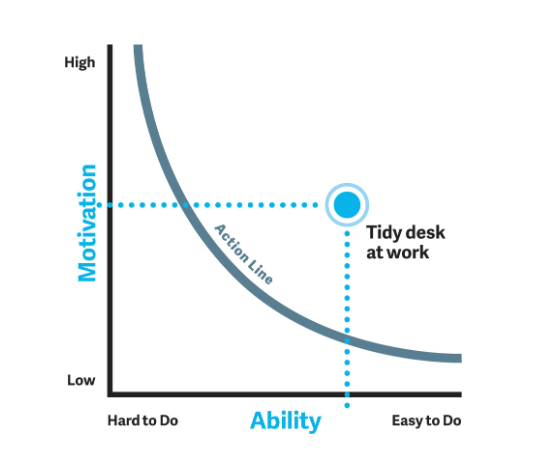 High
Motivation
Action Line
Tidy desk
at work
Low
Hard to Do
Ability
Easy to Do